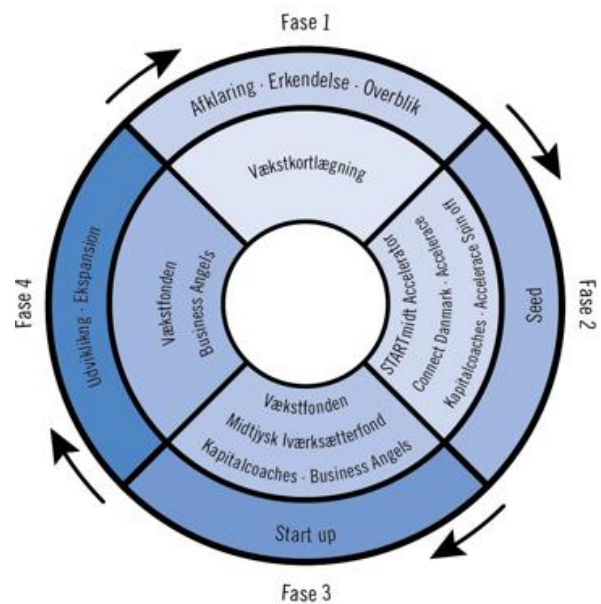 Fase 1
Afklaring · Erkendelse - Overblik
Vækstkortlægning
Fase 2
Seed
STARTmidt Accelerator
Connect Danmark · Accelerace
Kapitalcoaches · Accelerace Spin off
Fase 3
Vækstfonden
Midtjysk Iværksætterfond
Kapitalcoaches · Business Angels
Start up
Fase 4
Udviklikng · Ekspansion
Vækstfonden
Business Angels